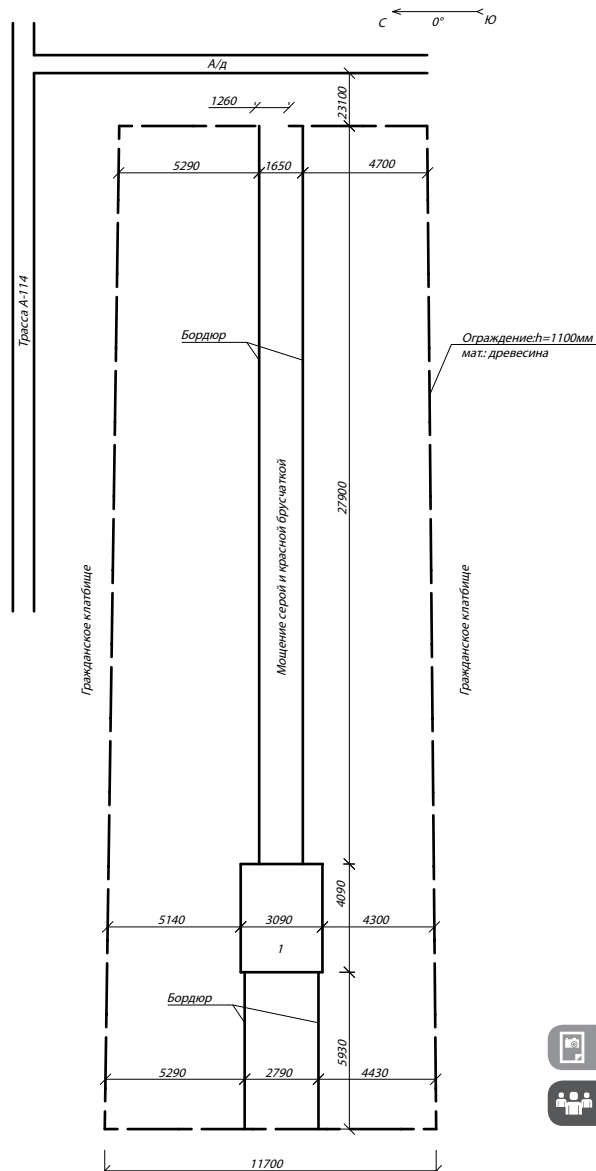 С 0° Ю
А/д
1260
23100
5290
1650
4700
Трасса А-114
Бордюр
Ограждение:h=1100мм
мат.: древесина
27900
Мощение серой и красной брусчаткой
Гражданское клатбище
Гражданское клатбище
4090
5140
3090
4300
1
Бордюр
5930
5290
2790
4430
11700